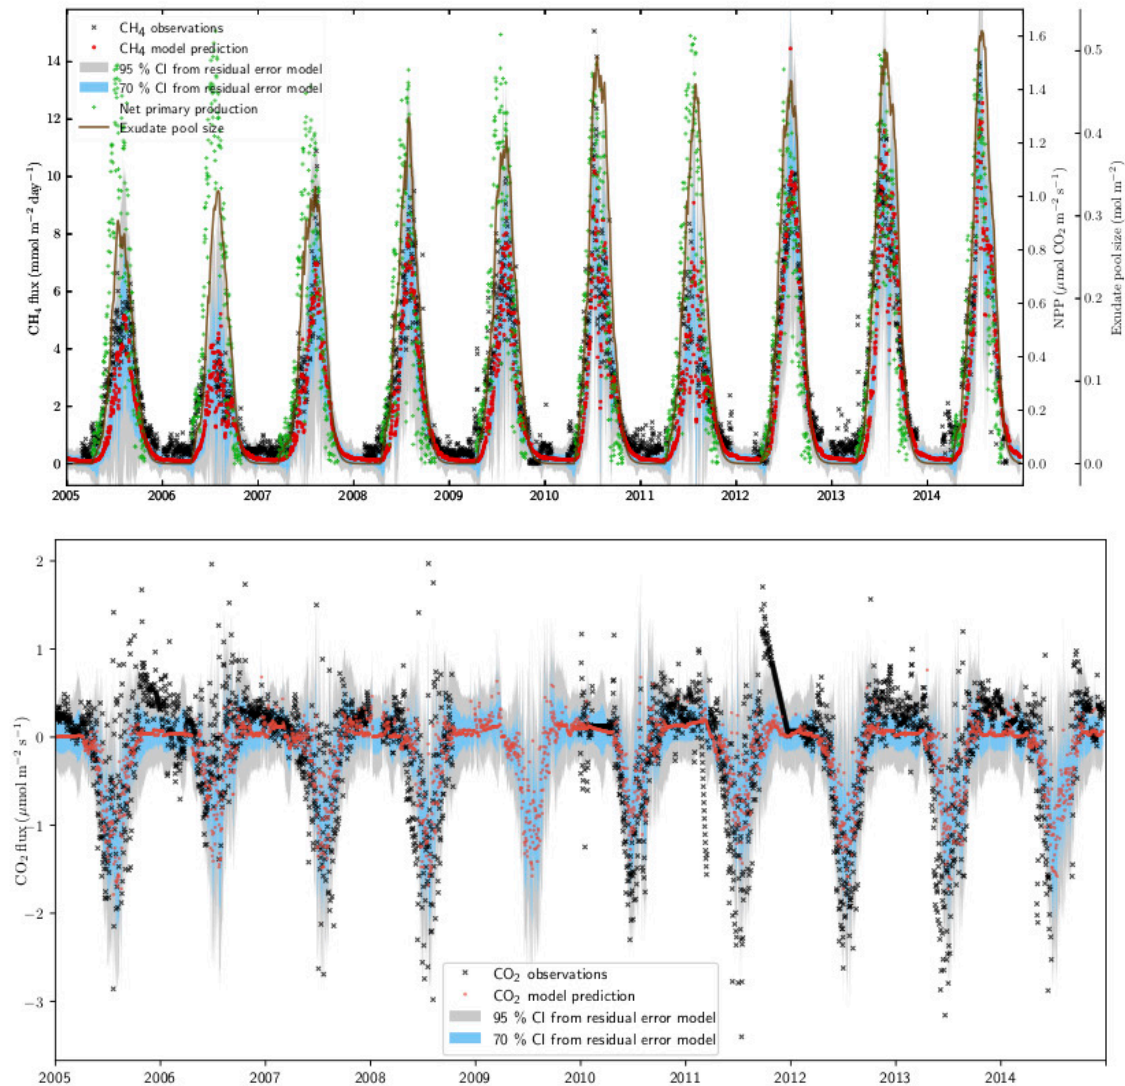 CH₄ observations
CH₄ model prediction
95 % CI from residual error model
70 % CI from residual error model
Net primary production
Exudate pool size
CH₄ flux (mmol m⁻² day⁻¹)
14
12
10
8
6
4
2
0
1.6
1.4
1.2
1.0
0.8
0.6
0.4
0.2
0.0
NPP (μmol CO₂ m⁻² s⁻¹)
0.5
0.4
0.3
0.2
0.1
0.0
Exudate pool size (mol m⁻²)
2005 2006 2007 2008 2009 2010 2011 2012 2013 2014
CO₂ flux (μmol m⁻² s⁻¹)
2
1
0
−1
−2
−3
CO₂ observations
CO₂ model prediction
95 % CI from residual error model
70 % CI from residual error model
2005 2006 2007 2008 2009 2010 2011 2012 2013 2014